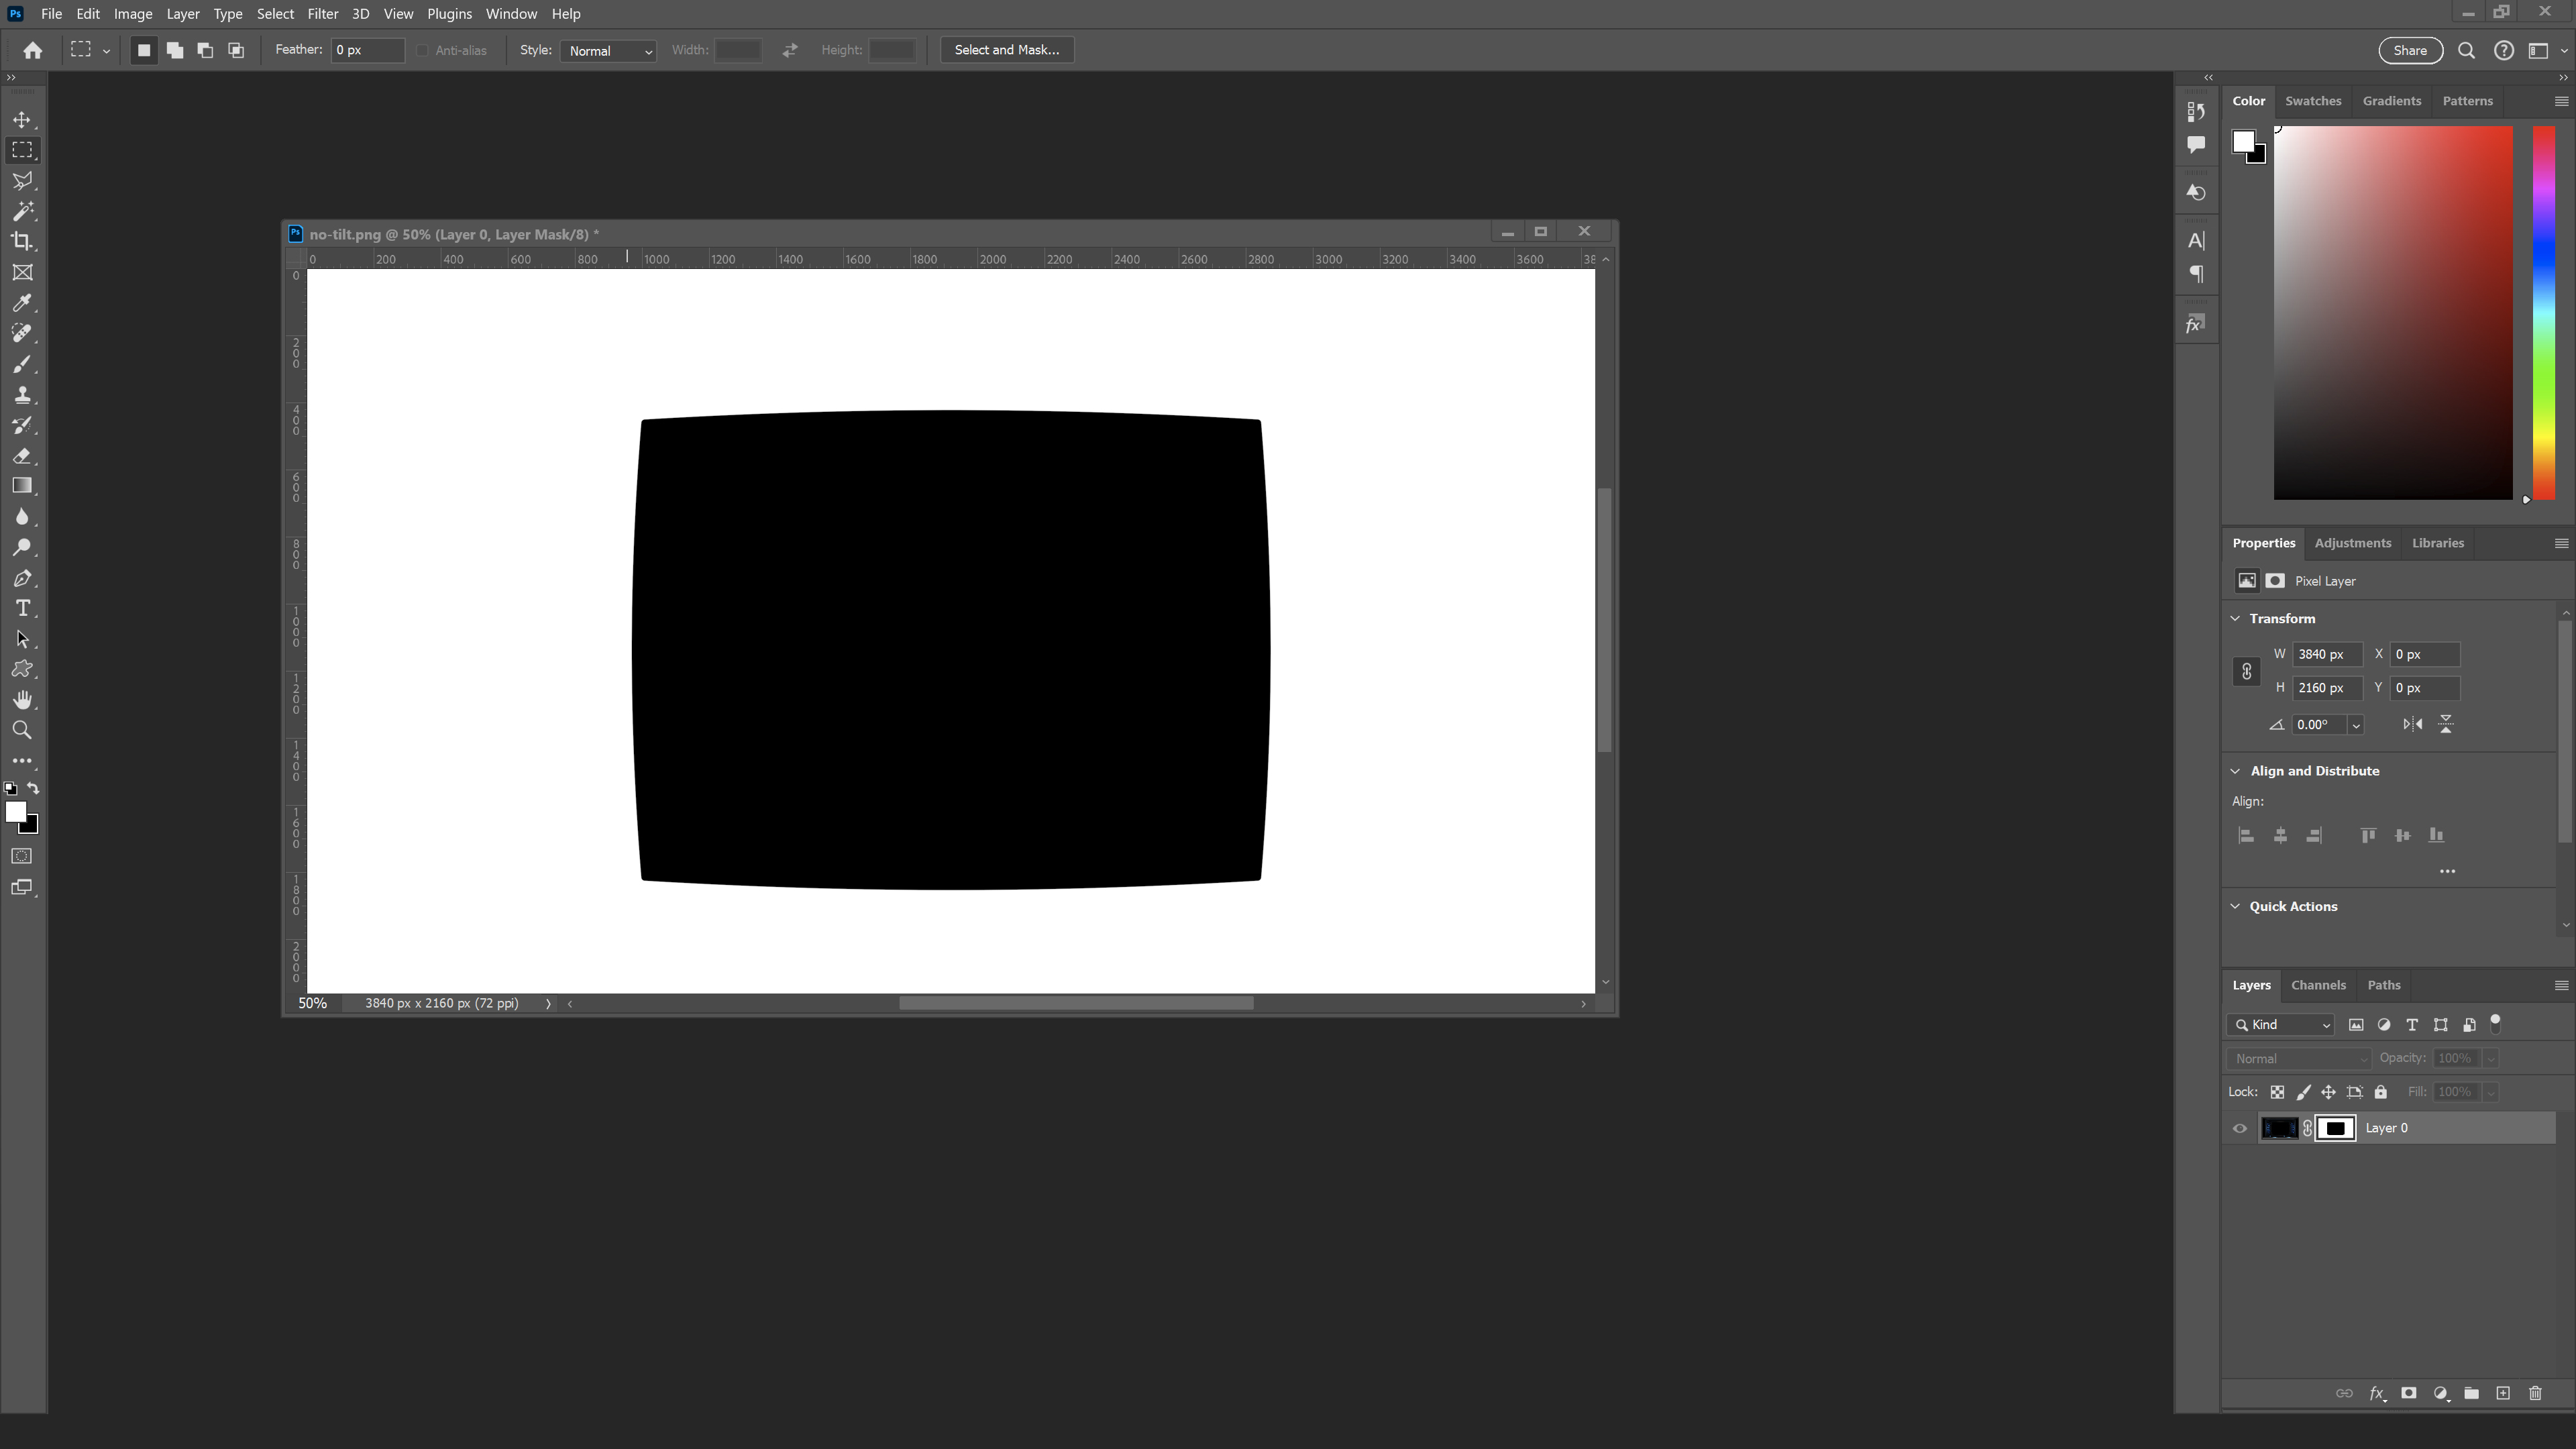 Ps File Edit Image Layer Type Select Filter 3D View Plugins Window Help
Feather: 0 px Anti-alias Style: Normal Width: Height: Select and Mask... Share
Color Swatches Gradients Patterns
Ps no-tilt.png @ 50% (Layer 0, Layer Mask/8) *
0 200 400 600 800 1000 1200 1400 1600 1800 2000 2200 2400 2600 2800 3000 3200 3400 3600 38
0
200
400
600
800
1000
1200
1400
1600
1800
2000
50% 3840 px x 2160 px (72 ppi)
Properties Adjustments Libraries
Pixel Layer
Transform
W 3840 px X 0 px
H 2160 px Y 0 px
0.00°
Align and Distribute
Align:
Quick Actions
Layers Channels Paths
Kind
Normal Opacity: 100%
Lock: Fill: 100%
Layer 0
fx